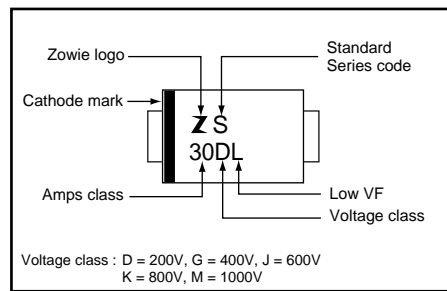 Zowie logo
Standard
Series code
Cathode mark
Z S
30DL
Amps class
Low VF
Voltage class
Voltage class : D = 200V, G = 400V, J = 600V
K = 800V, M = 1000V